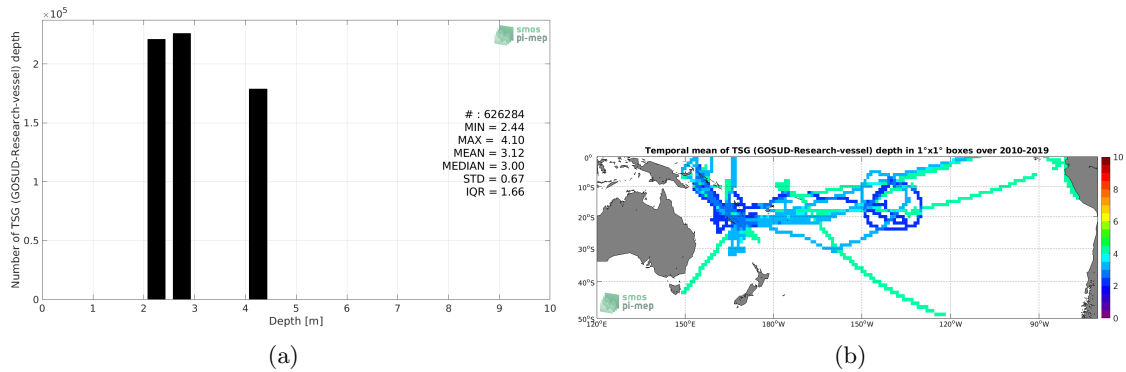 ×10⁵
Number of TSG (GOSUD-Research-vessel) depth
2
1.5
1
0.5
0
smos
pi-mep
# : 626284
MIN = 2.44
MAX = 4.10
MEAN = 3.12
MEDIAN = 3.00
STD = 0.67
IQR = 1.66
0 1 2 3 4 5 6 7 8 9 10
Depth [m]
(a)
Temporal mean of TSG (GOSUD-Research-vessel) depth in 1°x1° boxes over 2010-2019
0°
10°S
20°S
30°S
40°S
50°S
120°E 150°E 180°W 150°W 120°W 90°W
smos
pi-mep
10
8
6
4
2
0
(b)